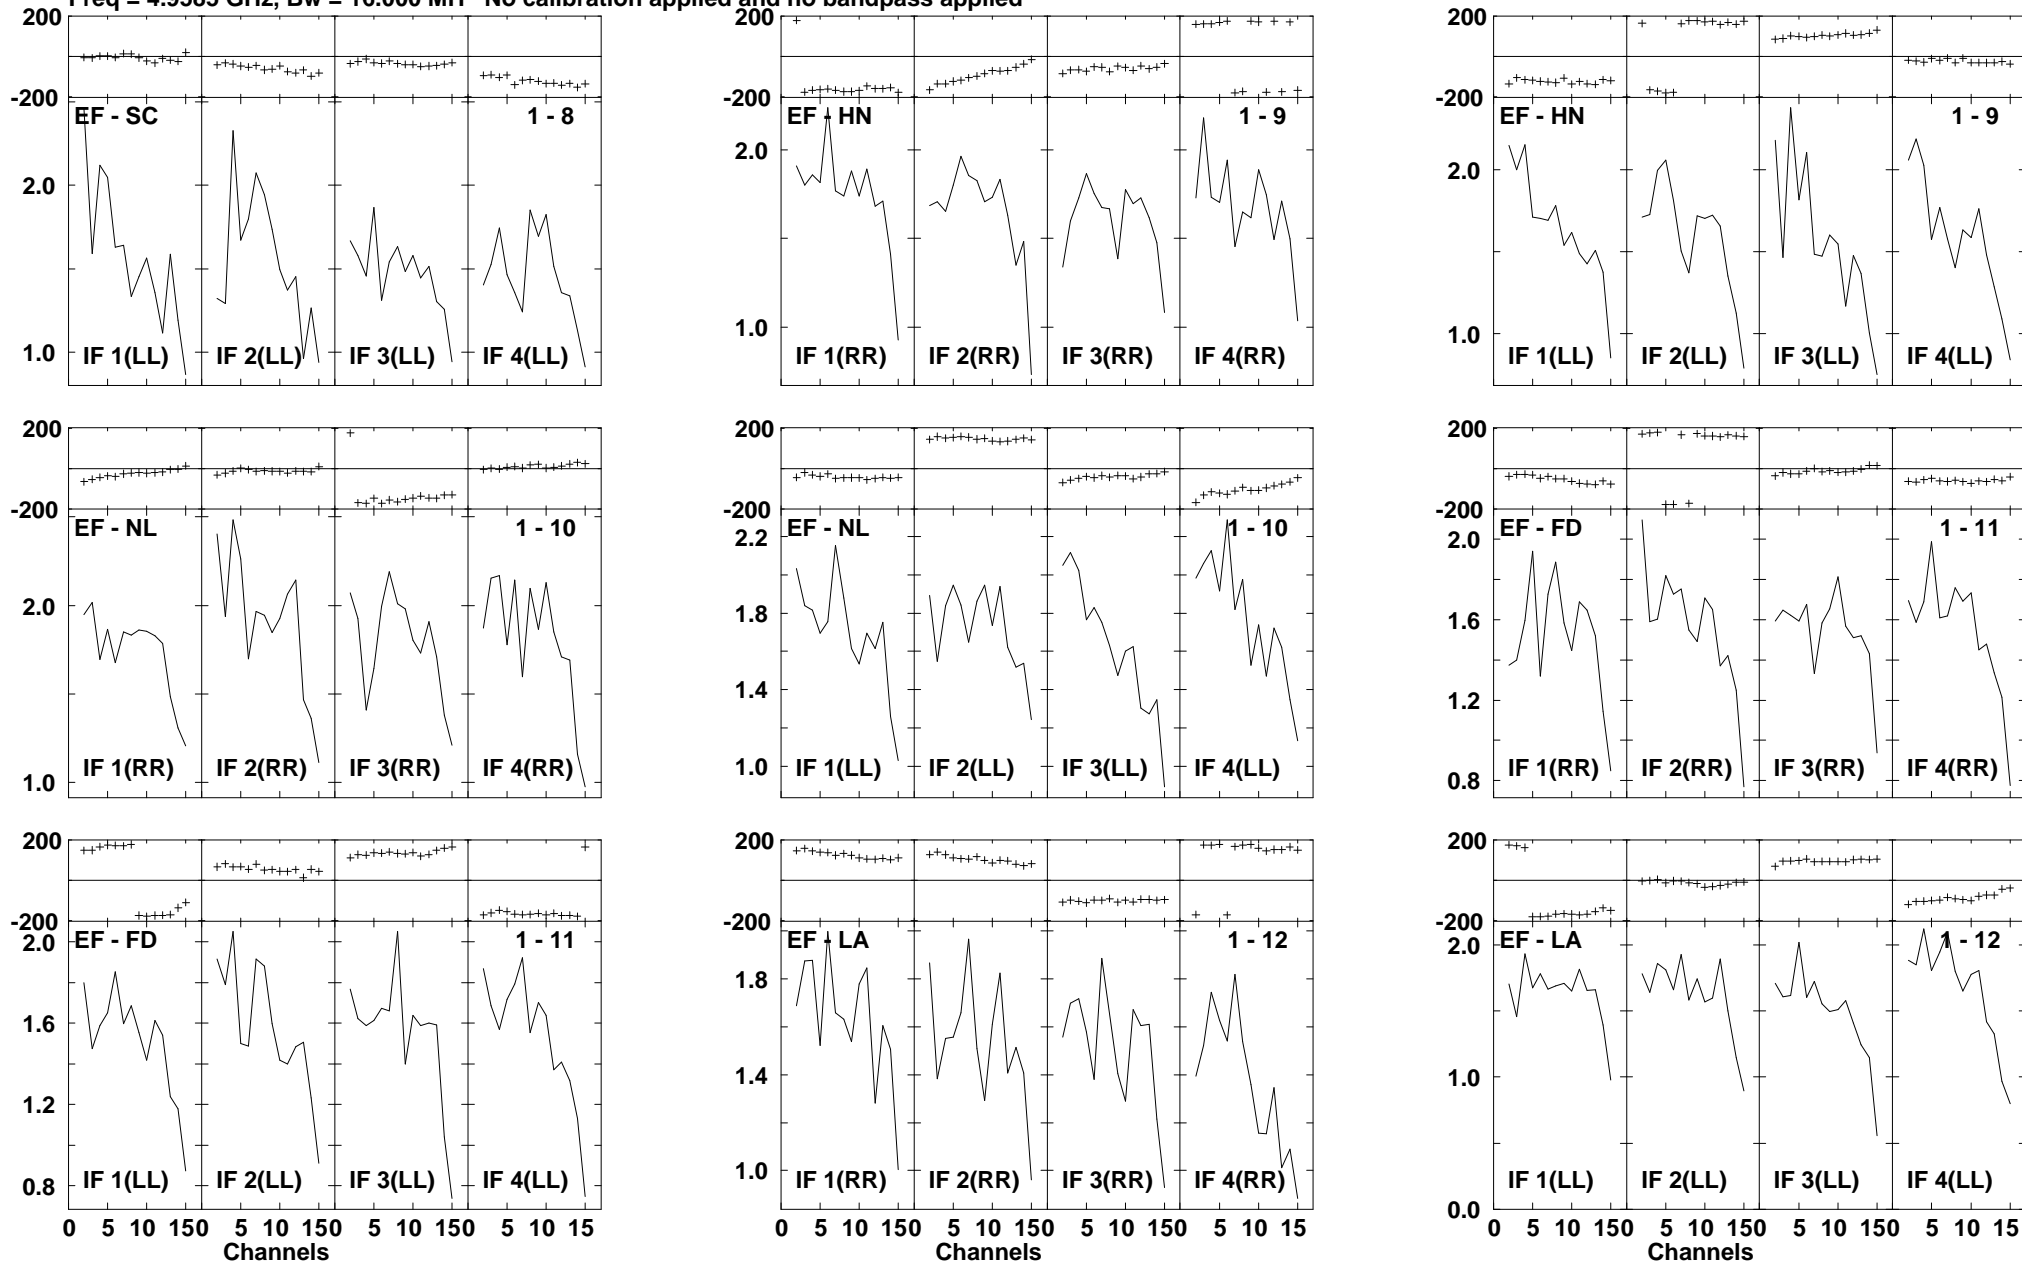 Freq = 4.9585 GHz, Bw = 16.000 MH No calibration applied and no bandpass applied
200
-200
EF - SC
1 - 8
2.0
1.0
IF 1(LL)
IF 2(LL)
IF 3(LL)
IF 4(LL)
200
-200
EF - HN
1 - 9
2.0
1.0
IF 1(RR)
IF 2(RR)
IF 3(RR)
IF 4(RR)
200
-200
EF - HN
1 - 9
2.0
1.0
IF 1(LL)
IF 2(LL)
IF 3(LL)
IF 4(LL)
200
-200
EF - NL
1 - 10
2.0
1.0
IF 1(RR)
IF 2(RR)
IF 3(RR)
IF 4(RR)
200
-200
EF - NL
1 - 10
2.2
1.8
1.4
1.0
IF 1(LL)
IF 2(LL)
IF 3(LL)
IF 4(LL)
200
-200
EF - FD
1 - 11
2.0
1.6
1.2
0.8
IF 1(RR)
IF 2(RR)
IF 3(RR)
IF 4(RR)
200
-200
EF - FD
1 - 11
2.0
1.6
1.2
0.8
IF 1(LL)
IF 2(LL)
IF 3(LL)
IF 4(LL)
0 5 10 150 5 10 150 5 10 150 5 10 15
Channels
200
-200
EF - LA
1 - 12
1.8
1.4
1.0
IF 1(RR)
IF 2(RR)
IF 3(RR)
IF 4(RR)
0 5 10 150 5 10 150 5 10 150 5 10 15
Channels
200
-200
EF - LA
1 - 12
2.0
1.0
0.0
IF 1(LL)
IF 2(LL)
IF 3(LL)
IF 4(LL)
0 5 10 150 5 10 150 5 10 150 5 10 15
Channels